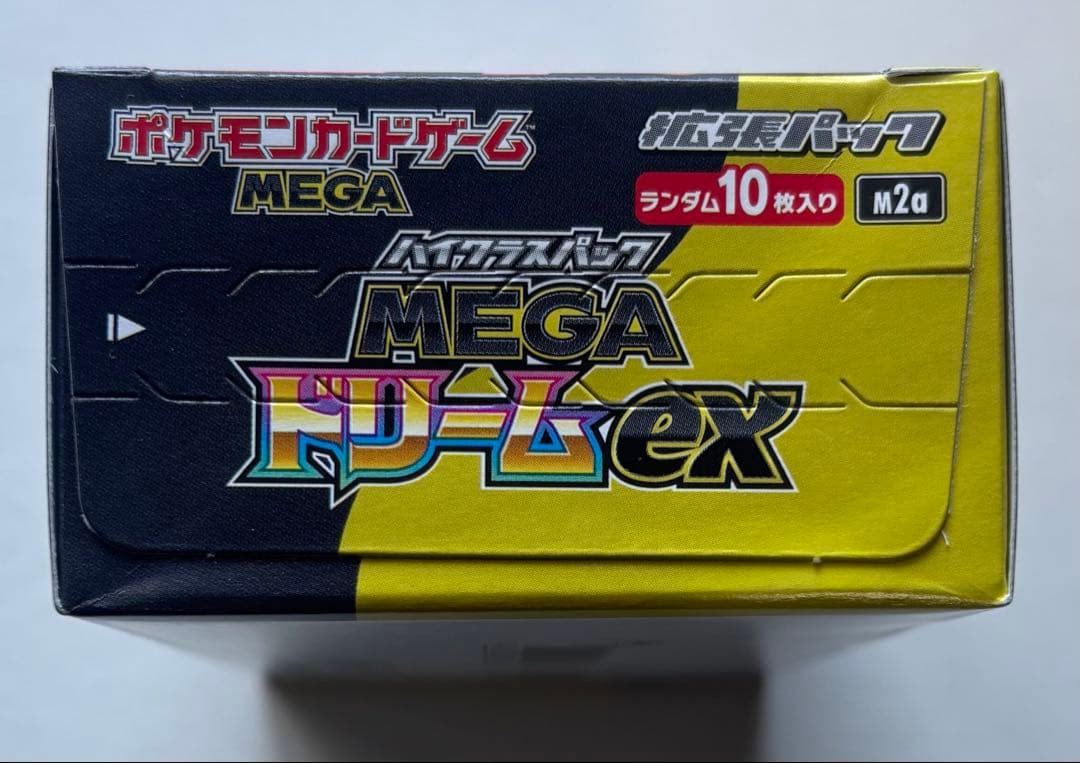 ポケモンカードゲーム™
MEGA
拡張パック
ランダム10枚入り
M2a
ハイクラスパック
MEGA
ドリームex